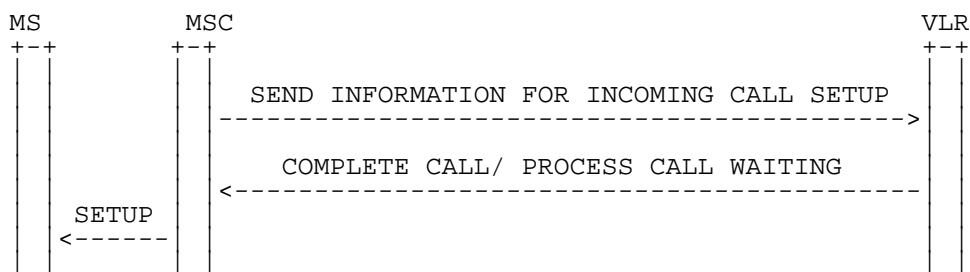 MS MSC VLR
SEND INFORMATION FOR INCOMING CALL SETUP
COMPLETE CALL/ PROCESS CALL WAITING
SETUP